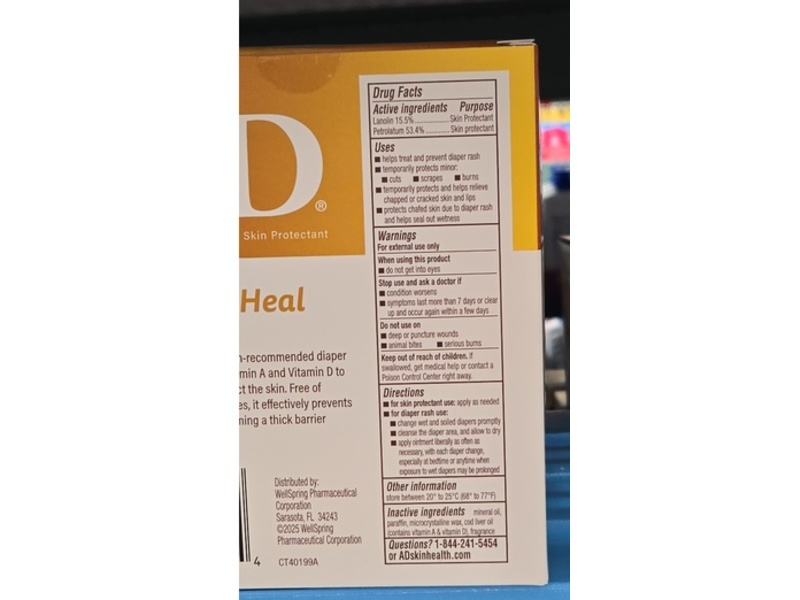 D®
Skin Protectant
Heal
n-recommended diaper
min A and Vitamin D to
ct the skin. Free of
es, it effectively prevents
ning a thick barrier
Distributed by:
WellSpring Pharmaceutical
Corporation
Sarasota, FL 34243
©2025 WellSpring
Pharmaceutical Corporation
4
CT40199A
Drug Facts
Active ingredients Purpose
Lanolin 15.5%..............Skin Protectant
Petrolatum 53.4%.........Skin protectant
Uses
■ helps treat and prevent diaper rash
■ temporarily protects minor:
■ cuts ■ scrapes ■ burns
■ temporarily protects and helps relieve
chapped or cracked skin and lips
■ protects chafed skin due to diaper rash
and helps seal out wetness
Warnings
For external use only
When using this product
■ do not get into eyes
Stop use and ask a doctor if
■ condition worsens
■ symptoms last more than 7 days or clear
up and occur again within a few days
Do not use on
■ deep or puncture wounds
■ animal bites ■ serious burns
Keep out of reach of children. If
swallowed, get medical help or contact a
Poison Control Center right away.
Directions
■ for skin protectant use: apply as needed
■ for diaper rash use:
■ change wet and soiled diapers promptly
■ cleanse the diaper area, and allow to dry
■ apply ointment liberally as often as
necessary, with each diaper change,
especially at bedtime or anytime when
exposure to wet diapers may be prolonged
Other information
store between 20° to 25°C (68° to 77°F)
Inactive ingredients mineral oil,
paraffin, microcrystalline wax, cod liver oil
(contains vitamin A & vitamin D), fragrance
Questions? 1-844-241-5454
or ADskinhealth.com